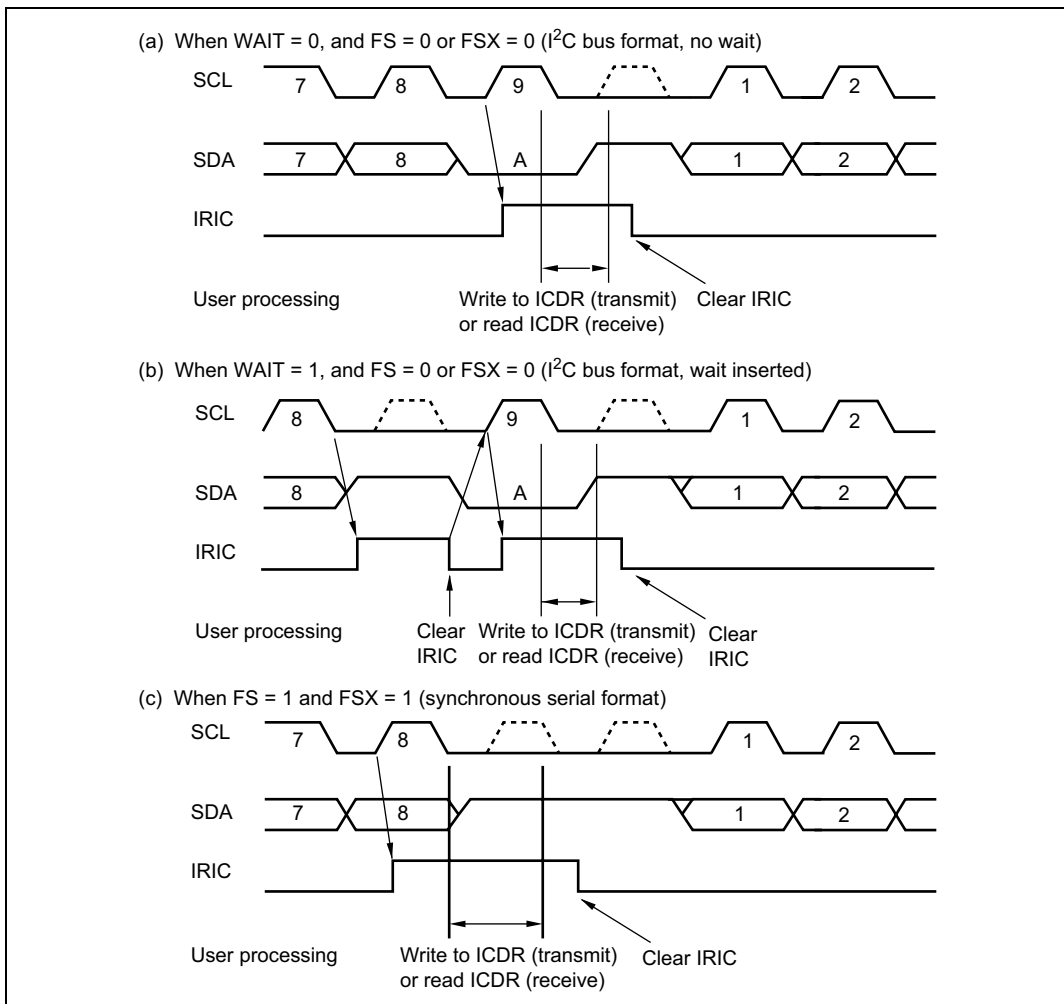 (a) When WAIT = 0, and FS = 0 or FSX = 0 (I²C bus format, no wait)
SCL 7 8 9 1 2
SDA 7 8 A 1 2
IRIC
User processing
Write to ICDR (transmit)
or read ICDR (receive)
Clear IRIC
(b) When WAIT = 1, and FS = 0 or FSX = 0 (I²C bus format, wait inserted)
SCL 8 9 1 2
SDA 8 A 1 2
IRIC
User processing
Clear
IRIC
Write to ICDR (transmit)
or read ICDR (receive)
Clear
IRIC
(c) When FS = 1 and FSX = 1 (synchronous serial format)
SCL 7 8 1 2
SDA 7 8 1 2
IRIC
User processing
Write to ICDR (transmit)
or read ICDR (receive)
Clear IRIC